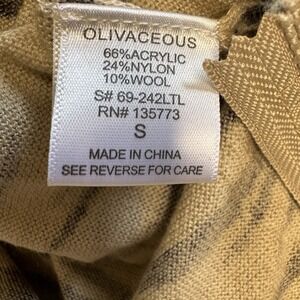 OLIVACEOUS
66%ACRYLIC
24%NYLON
10%WOOL
S# 69-242LTL
RN# 135773
S
MADE IN CHINA
SEE REVERSE FOR CARE